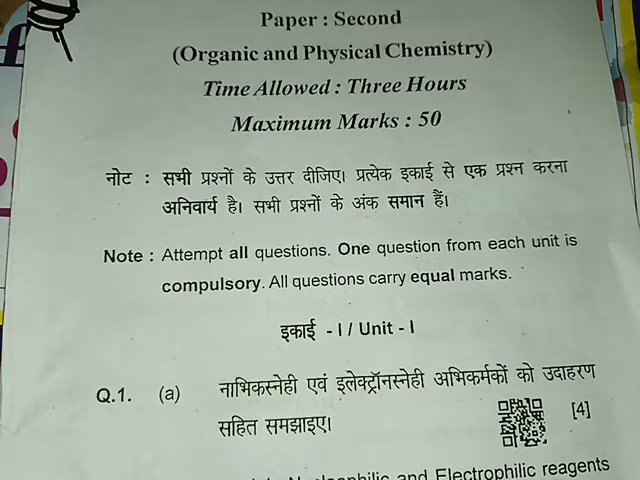 Paper : Second
(Organic and Physical Chemistry)
Time Allowed : Three Hours
Maximum Marks : 50
नोट : सभी प्रश्नों के उत्तर दीजिए। प्रत्येक इकाई से एक प्रश्न करना
अनिवार्य है। सभी प्रश्नों के अंक समान हैं।
Note : Attempt all questions. One question from each unit is
compulsory. All questions carry equal marks.
इकाई - I / Unit - I
Q.1. (a) नाभिकस्नेही एवं इलेक्ट्रॉनस्नेही अभिकर्मकों को उदाहरण
सहित समझाइए। [4]
Nucleophilic and Electrophilic reagents